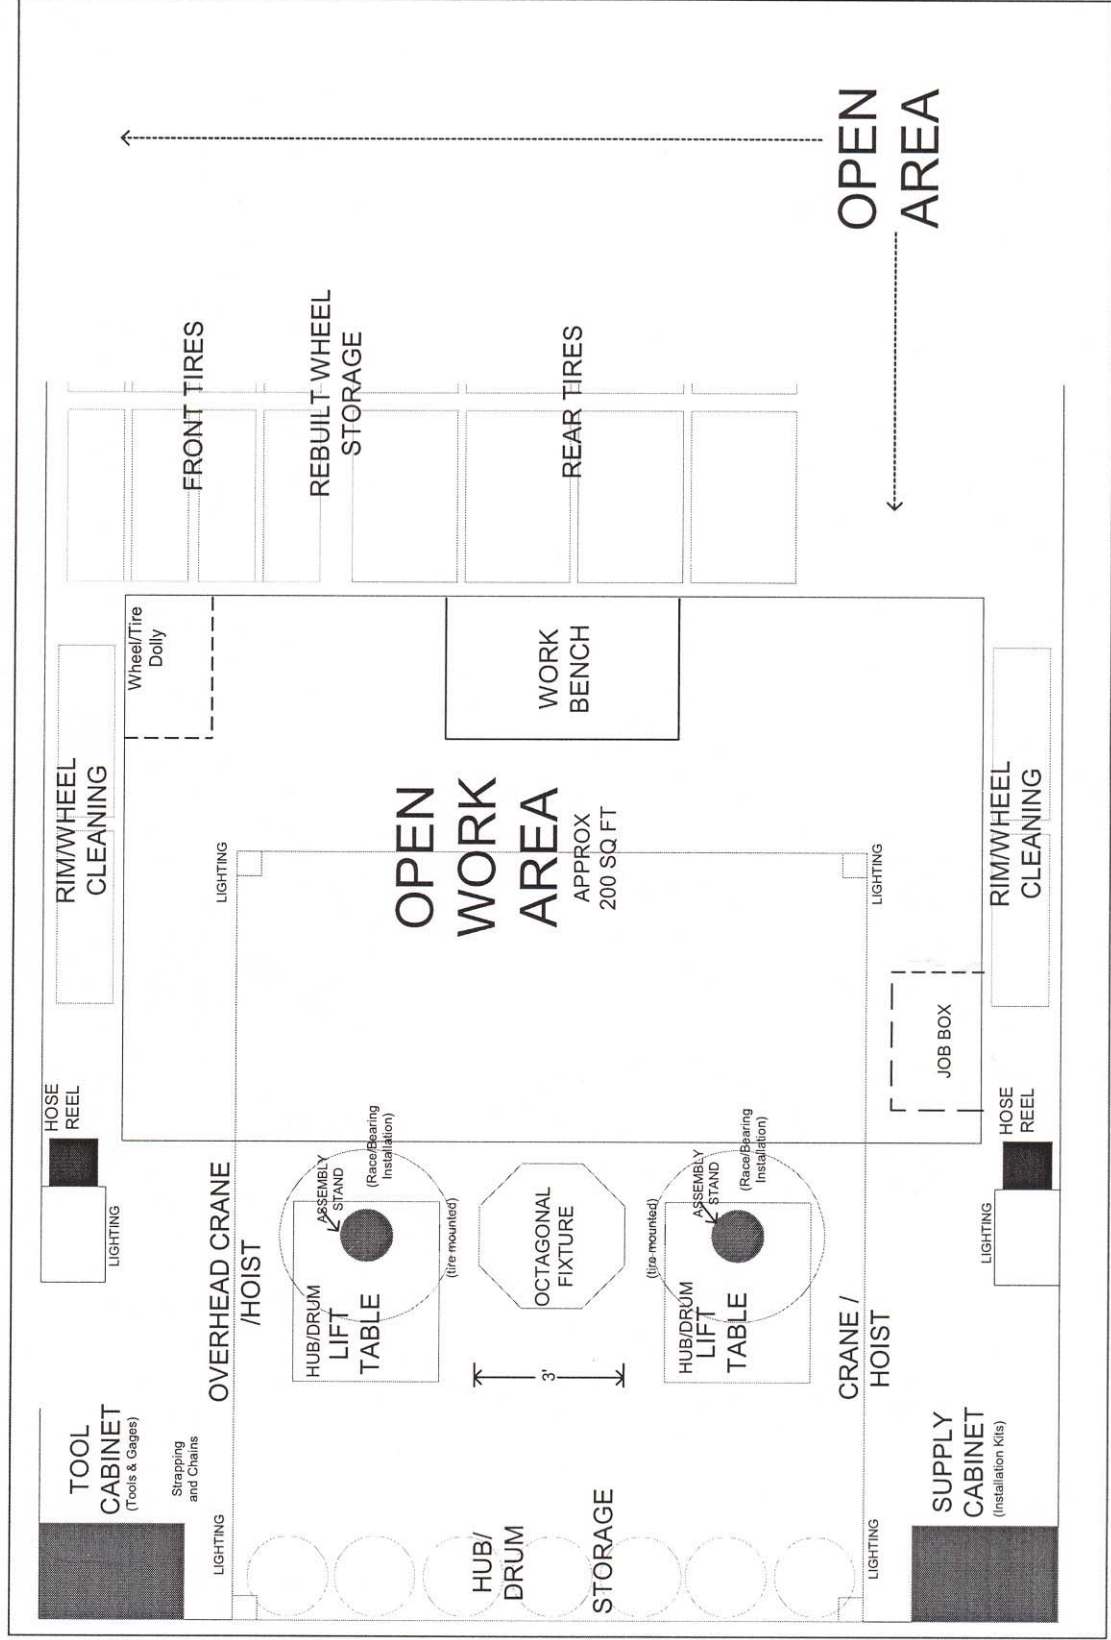 TOOL
CABINET
(Tools & Gages)
Strapping
and Chains
LIGHTING
OVERHEAD CRANE
/HOIST
LIGHTING
HOSE
REEL
RIM/WHEEL
CLEANING
LIGHTING
Wheel/Tire
Dolly
FRONT TIRES
REBUILT WHEEL
STORAGE
REAR TIRES
HUB/
DRUM
STORAGE
HUB/DRUM
LIFT
TABLE
ASSEMBLY
STAND
(Race/Bearing
Installation)
(tire mounted)
3'
OCTAGONAL
FIXTURE
(tire mounted)
HUB/DRUM
LIFT
TABLE
ASSEMBLY
STAND
(Race/Bearing
Installation)
OPEN
WORK
AREA
APPROX
200 SQ FT
WORK
BENCH
OPEN
AREA
CRANE /
HOIST
LIGHTING
LIGHTING
JOB BOX
SUPPLY
CABINET
(Installation Kits)
LIGHTING
HOSE
REEL
RIM/WHEEL
CLEANING